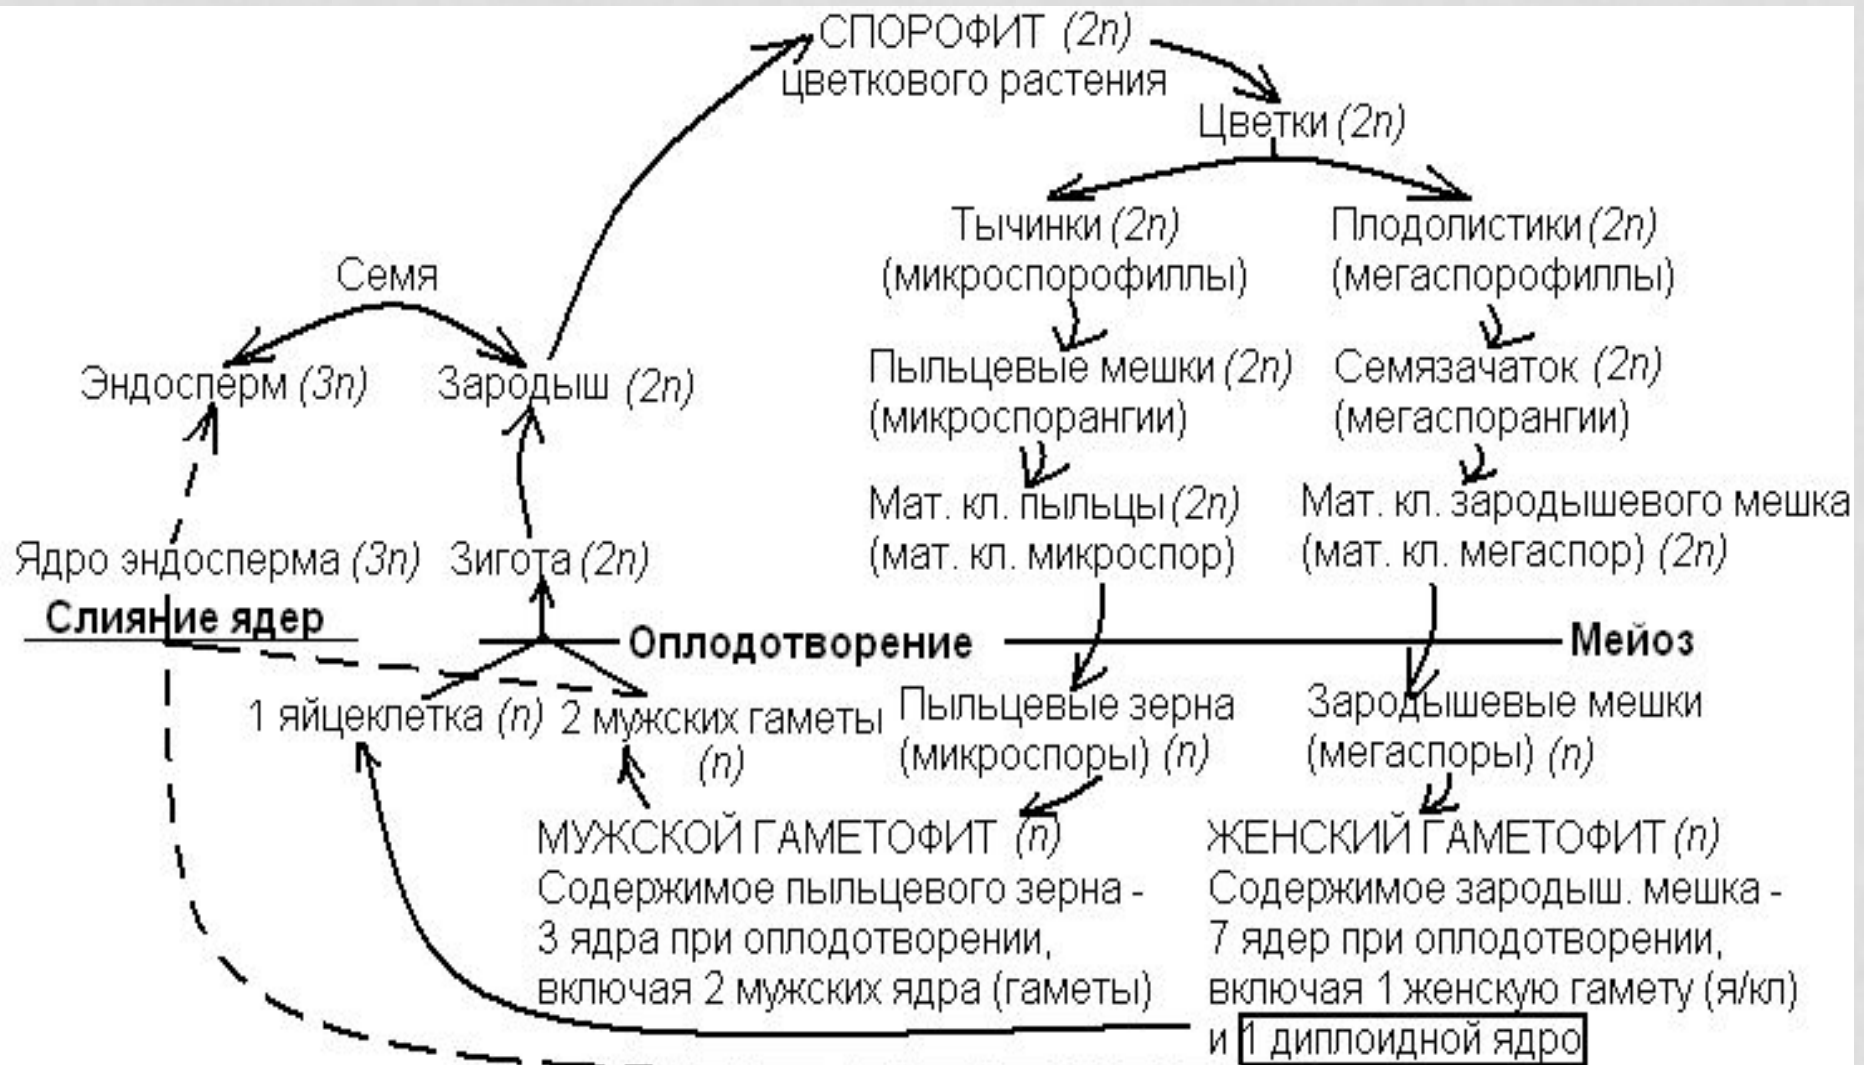 СПОРОФИТ (2n)
цветкового растения
Цветки (2n)
Тычинки (2n)
(микроспорофиллы)
Плодолистики (2n)
(мегаспорофиллы)
Семя
Эндосперм (3n)
Зародыш (2n)
Пыльцевые мешки (2n)
(микроспорангии)
Семязачаток (2n)
(мегаспорангии)
Мат. кл. пыльцы (2n)
(мат. кл. микроспор)
Мат. кл. зародышевого мешка
(мат. кл. мегаспор) (2n)
Ядро эндосперма (3n)
Зигота (2n)
Слияние ядер
Оплодотворение
Мейоз
1 яйцеклетка (n)
2 мужских гаметы
(n)
Пыльцевые зерна
(микроспоры) (n)
Зародышевые мешки
(мегаспоры) (n)
МУЖСКОЙ ГАМЕТОФИТ (n)
Содержимое пыльцевого зерна -
3 ядра при оплодотворении,
включая 2 мужских ядра (гаметы)
ЖЕНСКИЙ ГАМЕТОФИТ (n)
Содержимое зародыш. мешка -
7 ядер при оплодотворении,
включая 1 женскую гамету (я/кл)
и 1 диплоидной ядро